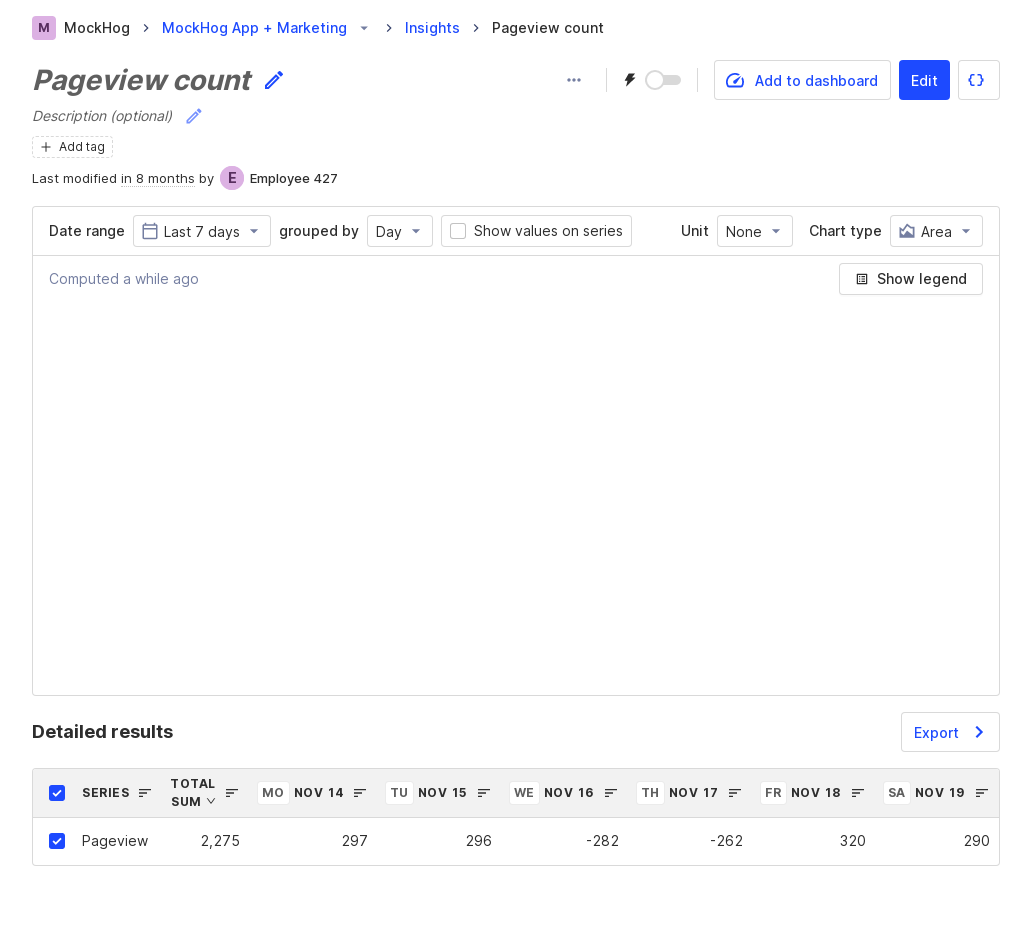 M MockHog > MockHog App + Marketing > Insights > Pageview count
Pageview count
Add to dashboard
Edit
Description (optional)
Add tag
Last modified in 8 months by E Employee 427
Date range Last 7 days grouped by Day Show values on series Unit None Chart type Area
Computed a while ago
Show legend
Detailed results
Export
SERIES TOTAL SUM MO NOV 14 TU NOV 15 WE NOV 16 TH NOV 17 FR NOV 18 SA NOV 19
Pageview 2,275 297 296 -282 -262 320 290